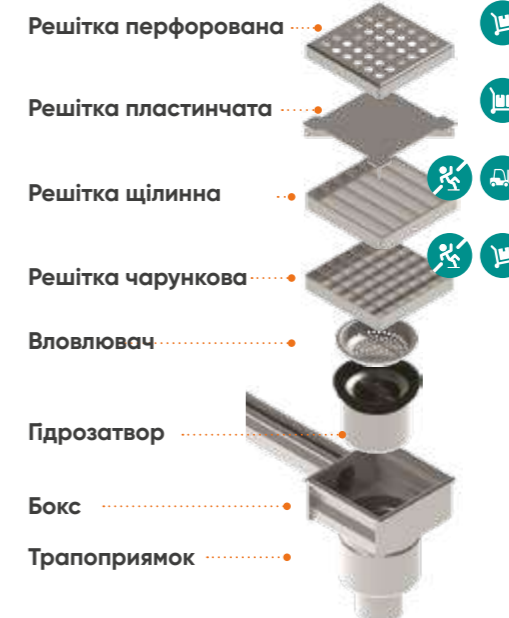 Решітка перфорована
Решітка пластинчата
Решітка щілинна
Решітка чарункова
Вловлювач
Гідрозатвор
Бокс
Трапоприямок